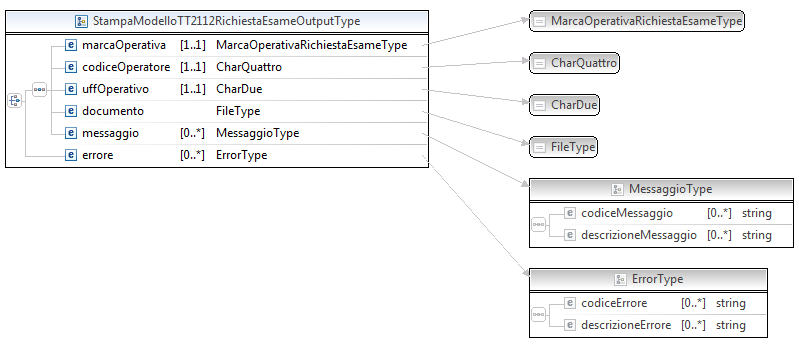 StampaModelloTT2112RichiestaEsameOutputType
e marcaOperativa [1..1] MarcaOperativaRichiestaEsameType
e codiceOperatore [1..1] CharQuattro
e uffOperativo [1..1] CharDue
e documento FileType
e messaggio [0..*] MessaggioType
e errore [0..*] ErrorType
MarcaOperativaRichiestaEsameType
CharQuattro
CharDue
FileType
MessaggioType
e codiceMessaggio [0..*] string
e descrizioneMessaggio [0..*] string
ErrorType
e codiceErrore [0..*] string
e descrizioneErrore [0..*] string